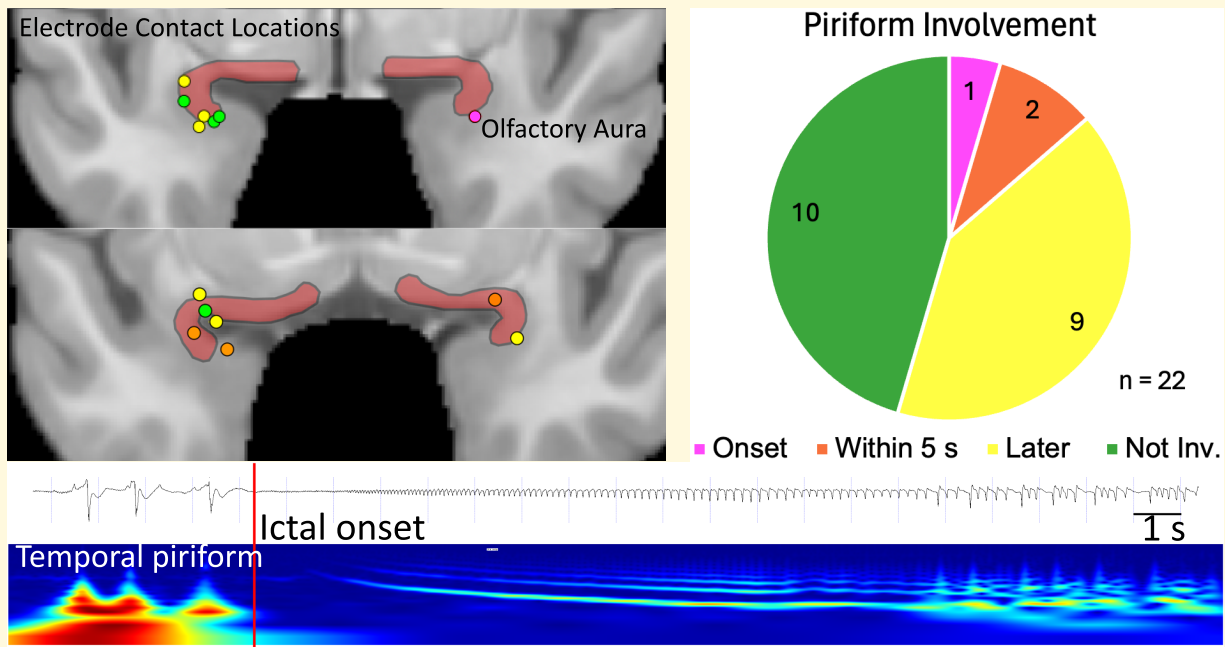 Electrode Contact Locations
Olfactory Aura
Piriform Involvement
1
2
10
9
n = 22
Onset Within 5 s Later Not Inv.
Ictal onset
1 s
Temporal piriform